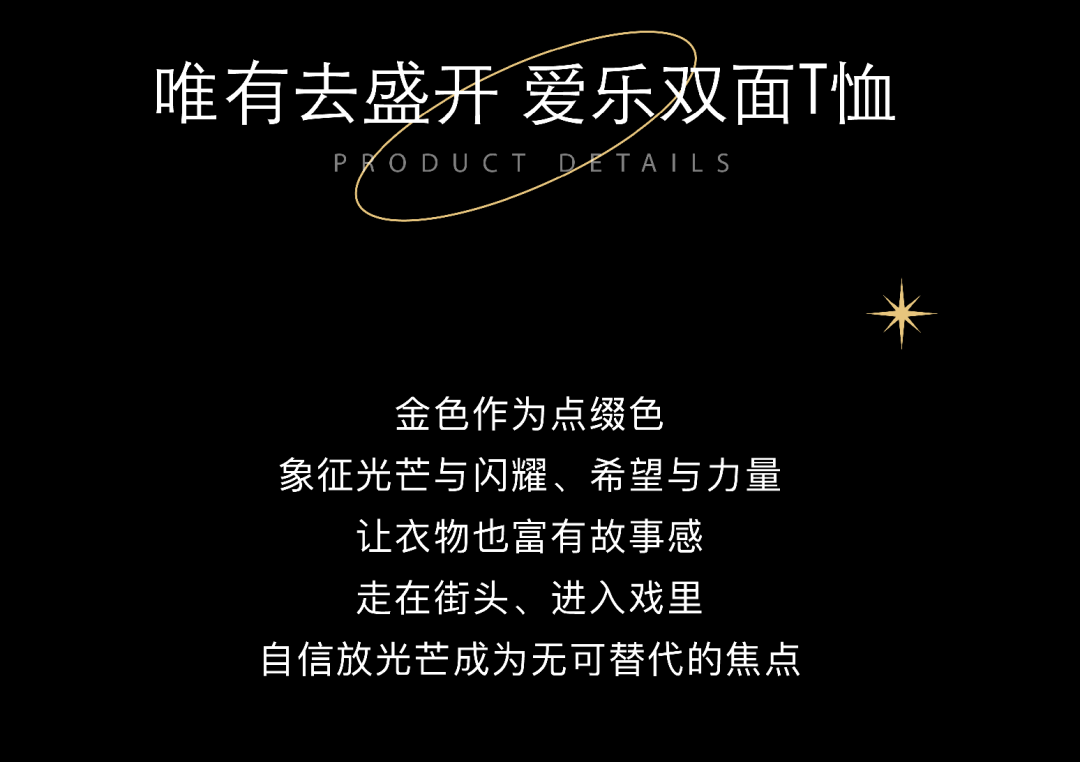 唯有去盛开 爱乐双面T恤
PRODUCT DETAILS
金色作为点缀色
象征光芒与闪耀、希望与力量
让衣物也富有故事感
走在街头、进入戏里
自信放光芒成为无可替代的焦点